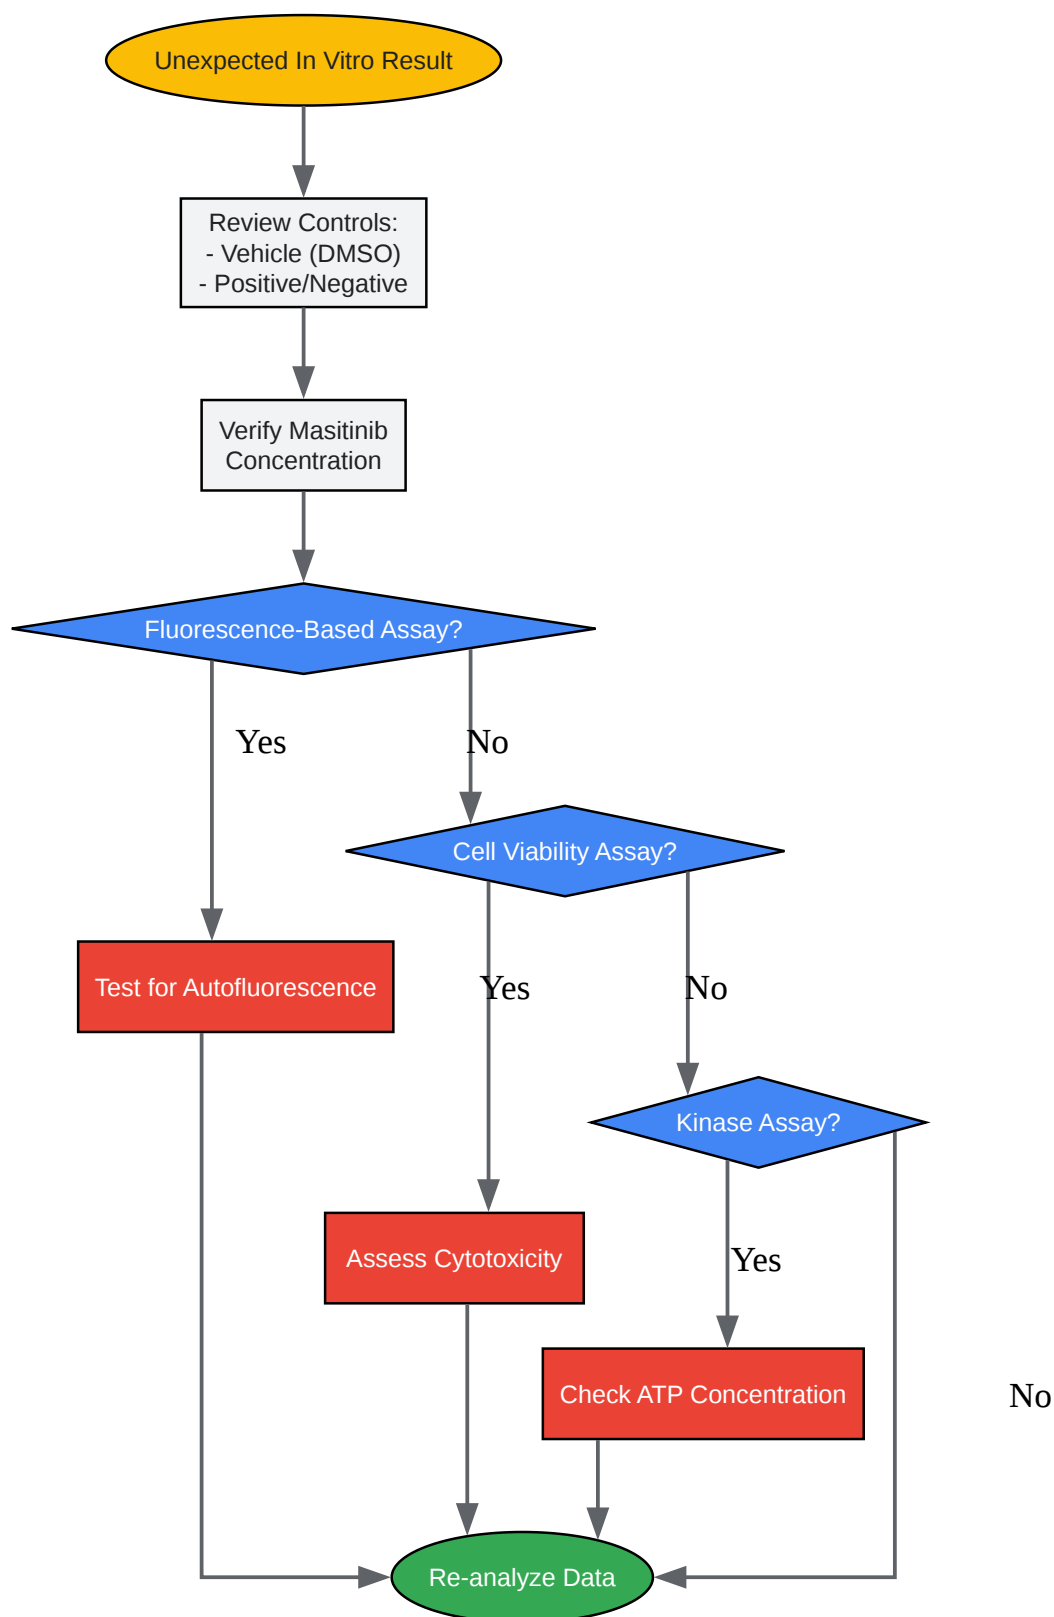 Unexpected In Vitro Result
Review Controls:
- Vehicle (DMSO)
- Positive/Negative
Verify Masitinib
Concentration
Fluorescence-Based Assay?
Yes
No
Cell Viability Assay?
Test for Autofluorescence
Yes
No
Kinase Assay?
Assess Cytotoxicity
Yes
Check ATP Concentration
No
Re-analyze Data